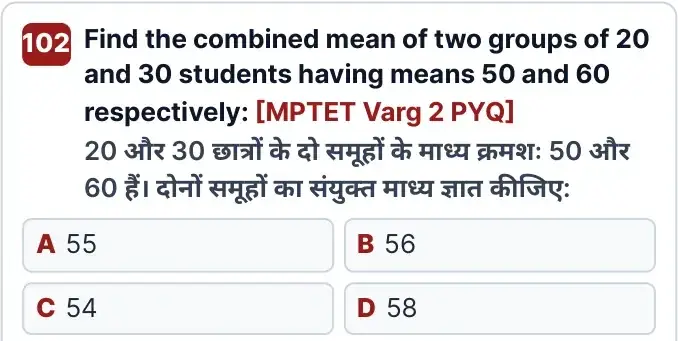 102 Find the combined mean of two groups of 20
and 30 students having means 50 and 60
respectively: [MPTET Varg 2 PYQ]
20 और 30 छात्रों के दो समूहों के माध्य क्रमशः 50 और
60 हैं। दोनों समूहों का संयुक्त माध्य ज्ञात कीजिए:
A 55
B 56
C 54
D 58